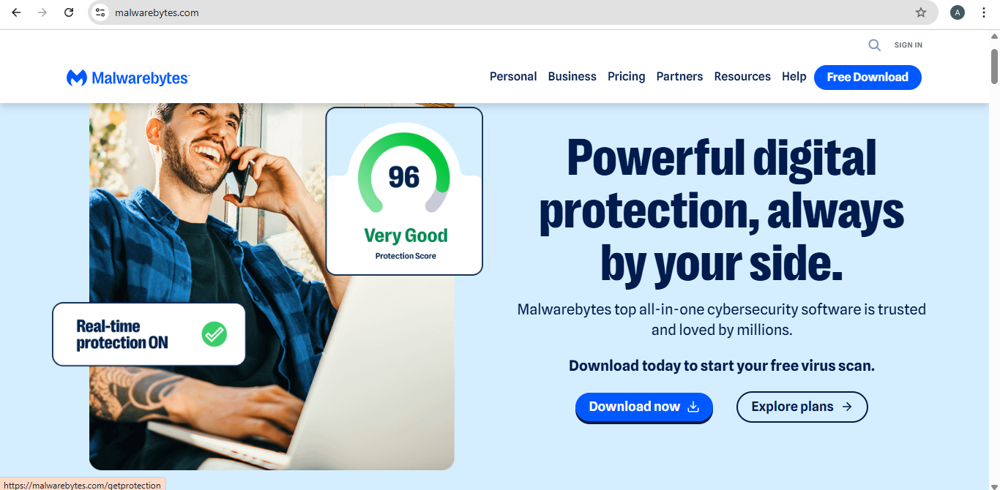 malwarebytes.com
A
SIGN IN
Malwarebytes
Personal Business Pricing Partners Resources Help Free Download
96
Very Good
Protection Score
Real-time
protection ON
Powerful digital
protection, always
by your side.
Malwarebytes top all-in-one cybersecurity software is trusted
and loved by millions.
Download today to start your free virus scan.
Download now
Explore plans
https://malwarebytes.com/getprotection